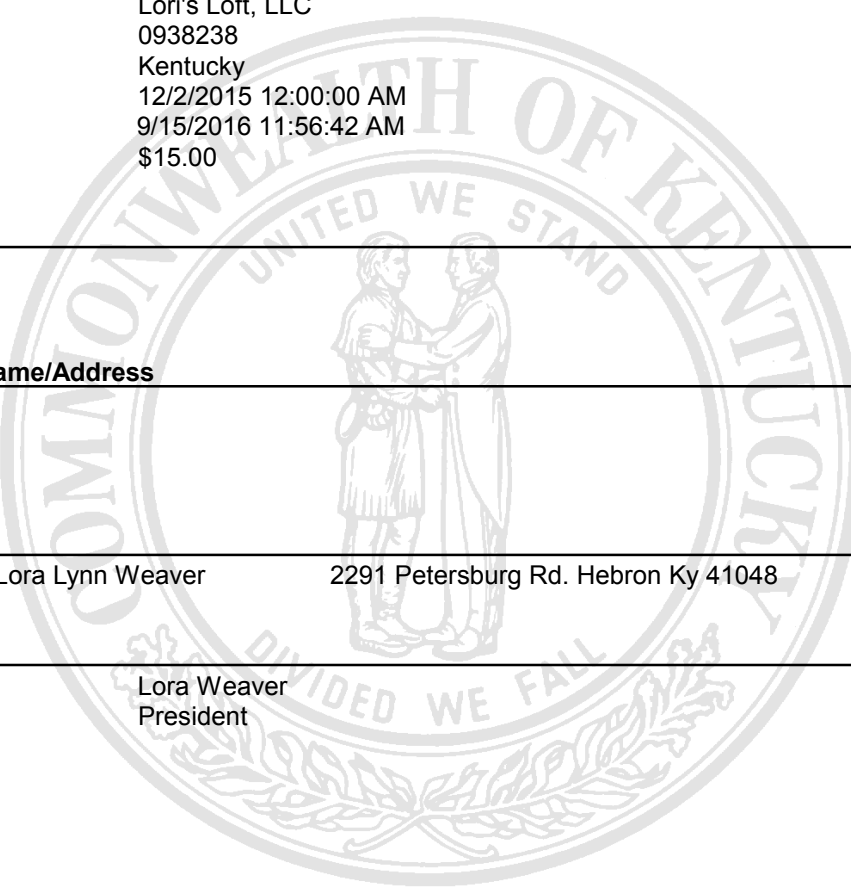 Lori's Loft, LLC
0938238
Kentucky
12/2/2015 12:00:00 AM
9/15/2016 11:56:42 AM
$15.00
COMMONWEALTH OF KENTUCKY
UNITED WE STAND
ame/Address
Lora Lynn Weaver 2291 Petersburg Rd. Hebron Ky 41048
DIVIDED WE FALL
Lora Weaver
President